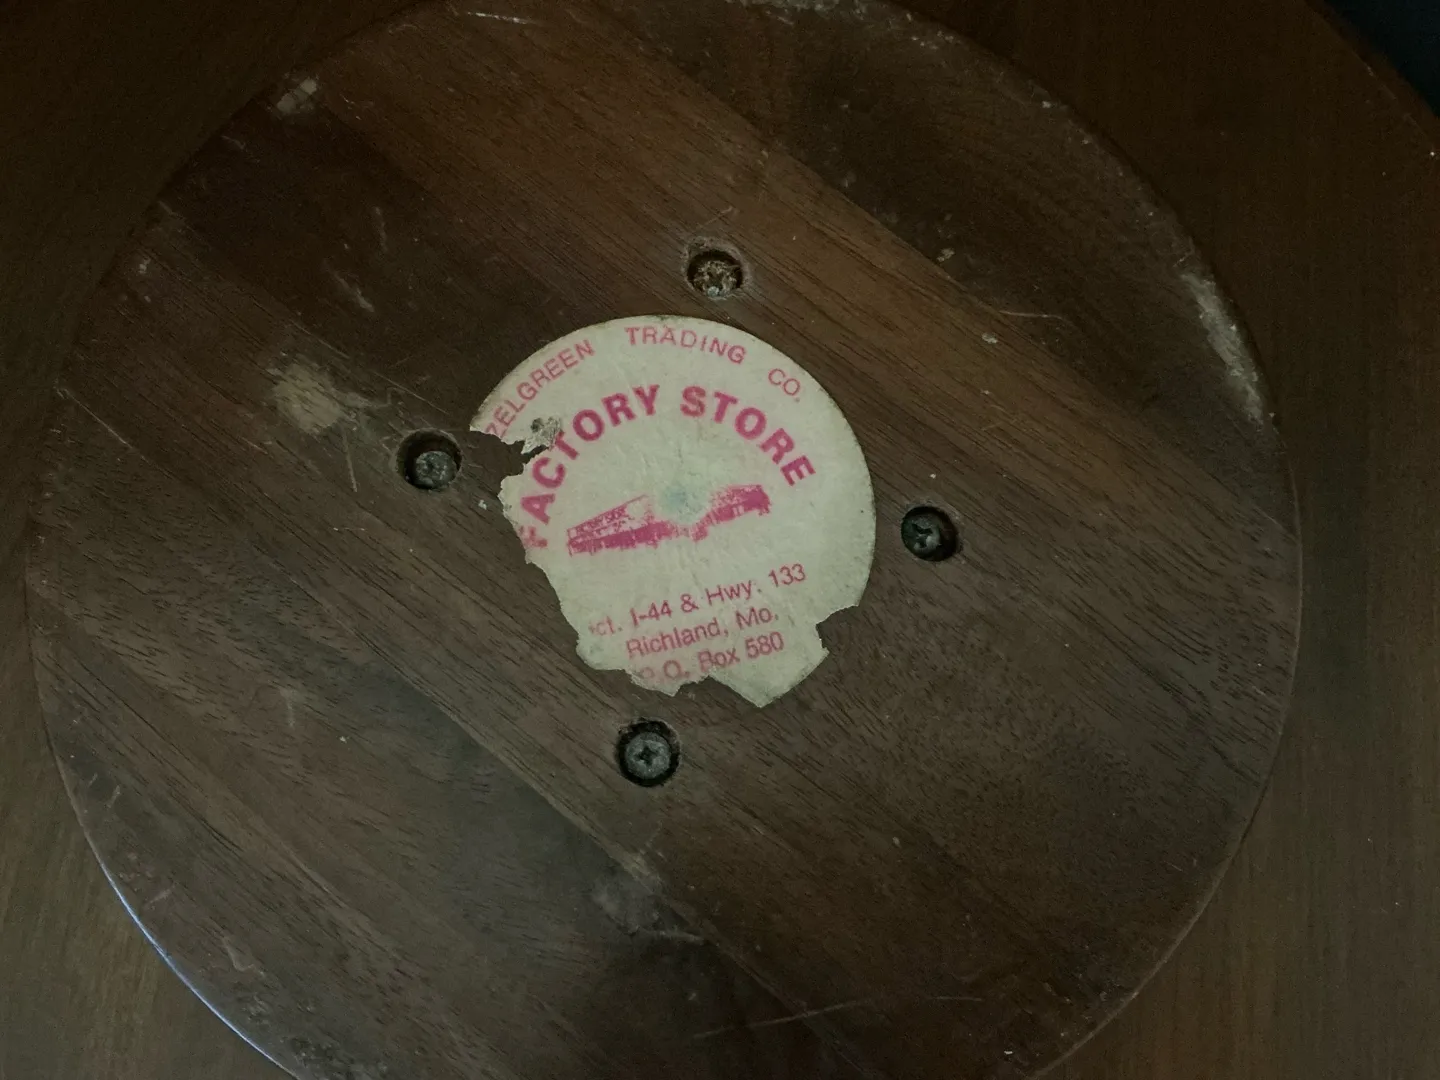 ZELGREEN TRADING CO.
FACTORY STORE
ct. I-44 & Hwy. 133
Richland, Mo.
P.O. Box 580